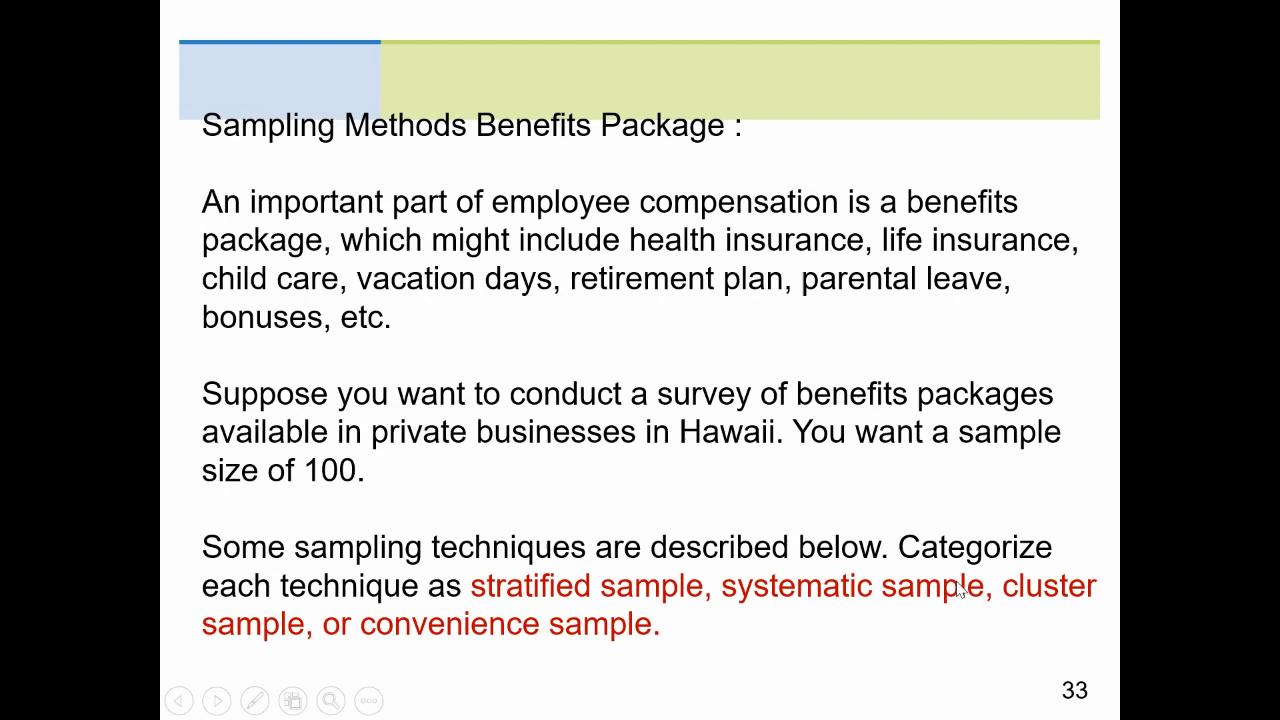 Sampling Methods Benefits Package :
An important part of employee compensation is a benefits
package, which might include health insurance, life insurance,
child care, vacation days, retirement plan, parental leave,
bonuses, etc.
Suppose you want to conduct a survey of benefits packages
available in private businesses in Hawaii. You want a sample
size of 100.
Some sampling techniques are described below. Categorize
each technique as stratified sample, systematic sample, cluster
sample, or convenience sample.
33